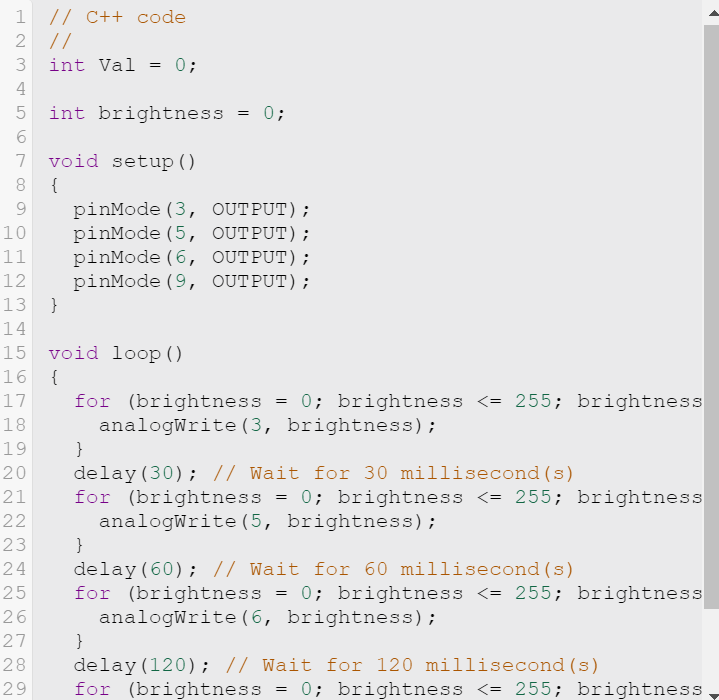 1 // C++ code
2 //
3 int Val = 0;
4
5 int brightness = 0;
6
7 void setup()
8 {
9   pinMode(3, OUTPUT);
10   pinMode(5, OUTPUT);
11   pinMode(6, OUTPUT);
12   pinMode(9, OUTPUT);
13 }
14
15 void loop()
16 {
17   for (brightness = 0; brightness <= 255; brightness
18     analogWrite(3, brightness);
19   }
20   delay(30); // Wait for 30 millisecond(s)
21   for (brightness = 0; brightness <= 255; brightness
22     analogWrite(5, brightness);
23   }
24   delay(60); // Wait for 60 millisecond(s)
25   for (brightness = 0; brightness <= 255; brightness
26     analogWrite(6, brightness);
27   }
28   delay(120); // Wait for 120 millisecond(s)
29   for (brightness = 0; brightness <= 255; brightness